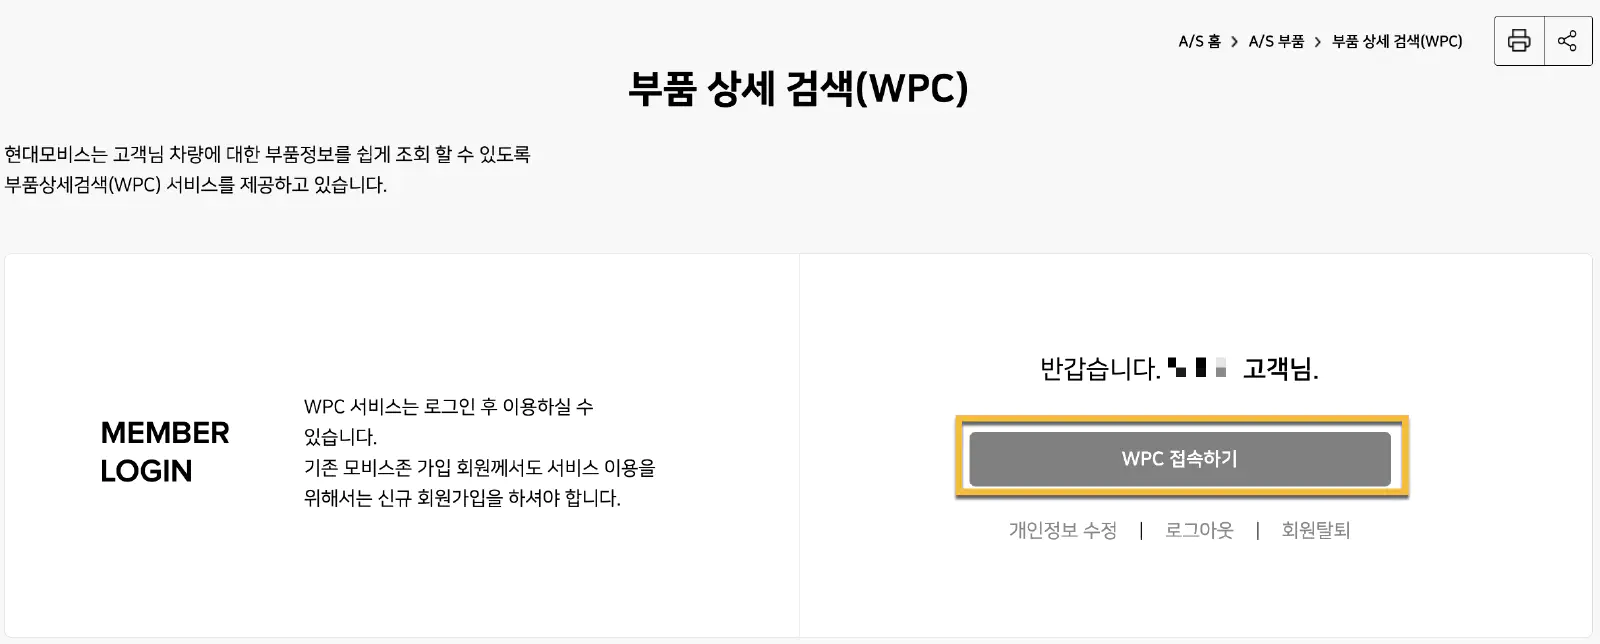 A/S 홈 > A/S 부품 > 부품 상세 검색(WPC)
부품 상세 검색(WPC)
현대모비스는 고객님 차량에 대한 부품정보를 쉽게 조회 할 수 있도록
부품상세검색(WPC) 서비스를 제공하고 있습니다.
MEMBER
LOGIN
WPC 서비스는 로그인 후 이용하실 수
있습니다.
기존 모비스존 가입 회원께서도 서비스 이용을
위해서는 신규 회원가입을 하셔야 합니다.
반갑습니다. 고객님.
WPC 접속하기
개인정보 수정 | 로그아웃 | 회원탈퇴